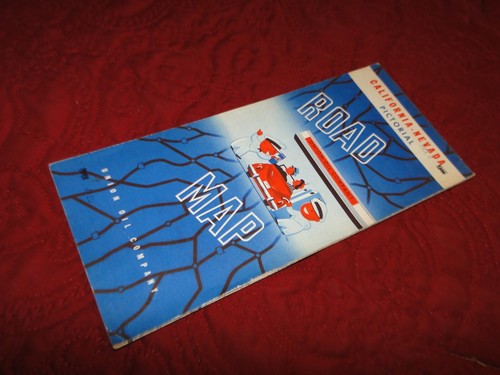 CALIFORNIA-NEVADA
PICTORIAL
ROAD
MAP
UNION OIL COMPANY